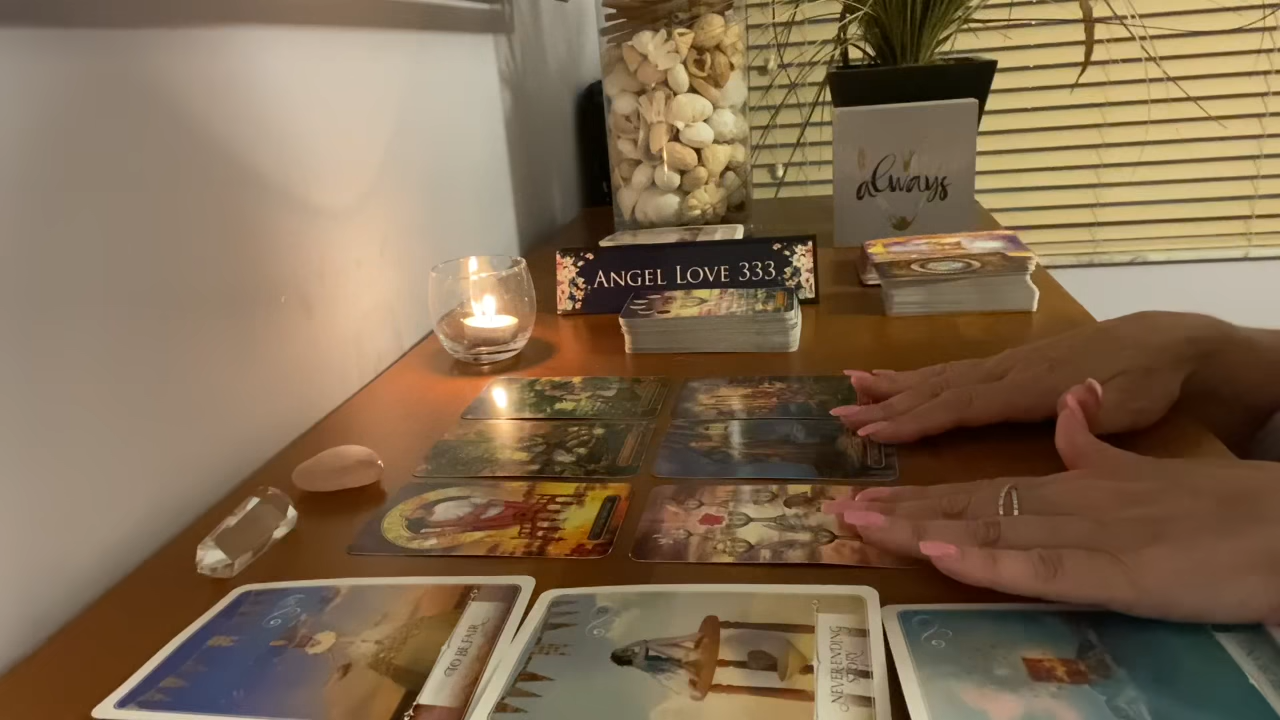 always
ANGEL LOVE 333
TO BE FAIR
NEVER-ENDING
STORY